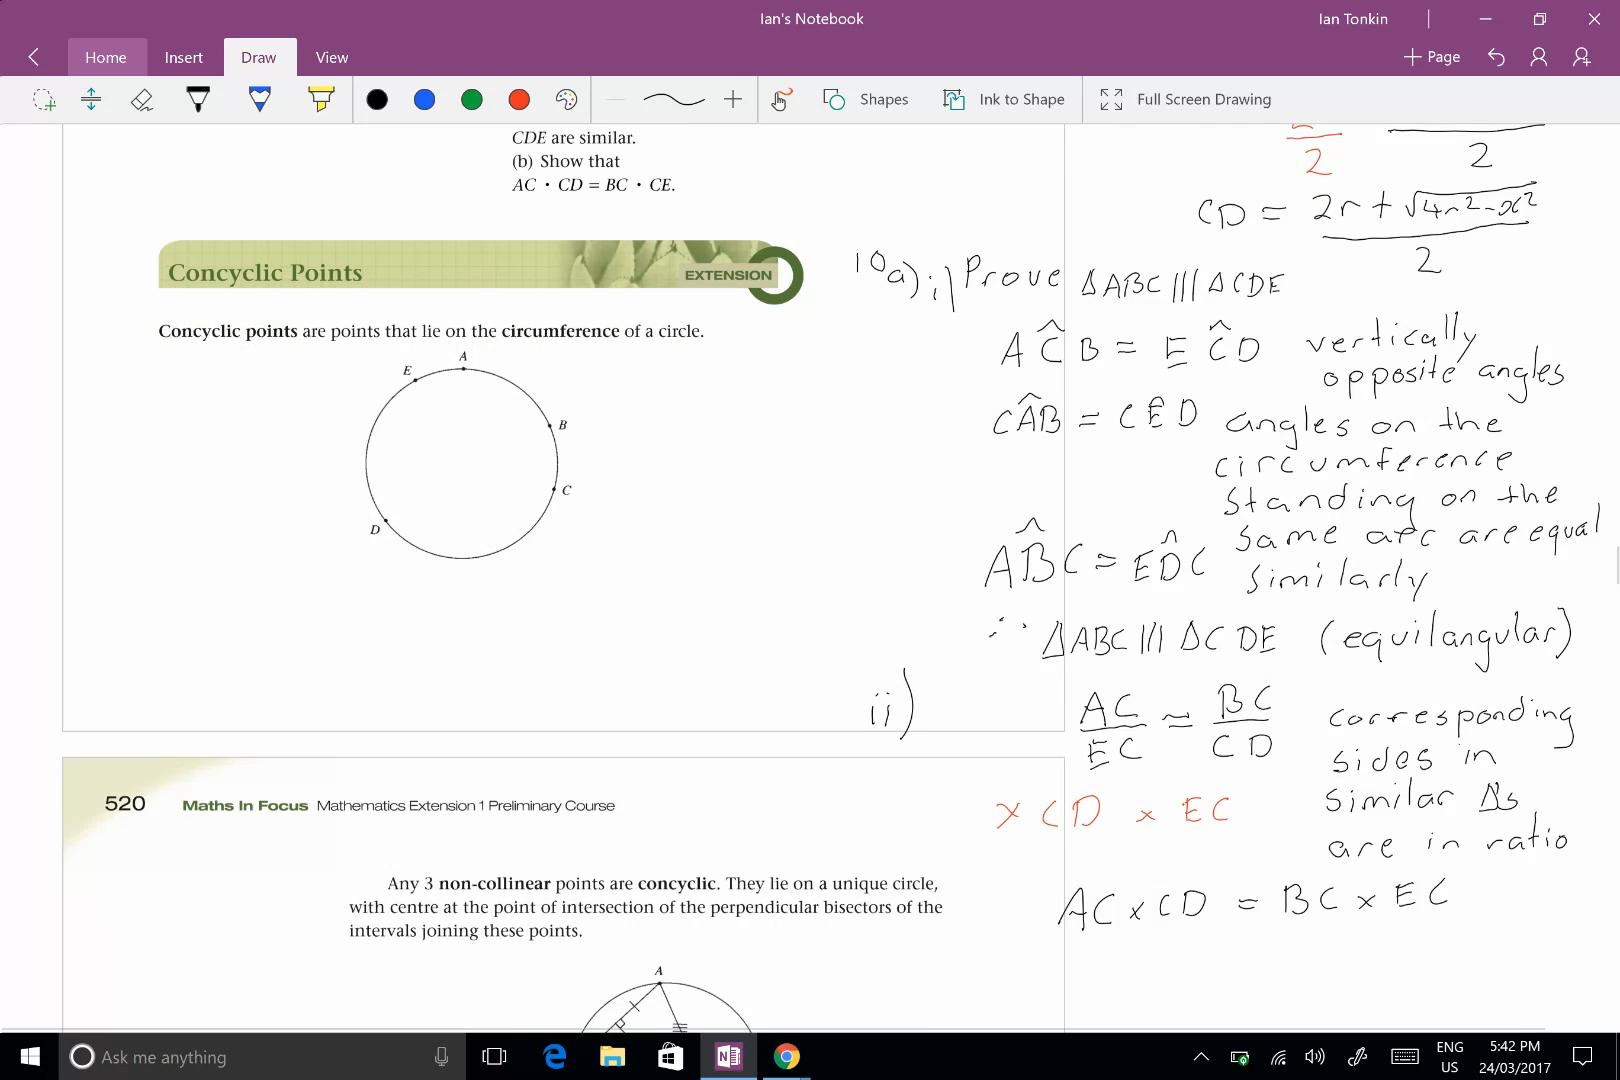 Ian's Notebook
Ian Tonkin
Home Insert Draw View
Page
Shapes Ink to Shape Full Screen Drawing
CDE are similar.
(b) Show that
AC • CD = BC • CE.
Concyclic Points
EXTENSION
Concyclic points are points that lie on the circumference of a circle.
A
E
B
C
D
520 Maths In Focus Mathematics Extension 1 Preliminary Course
Any 3 non-collinear points are concyclic. They lie on a unique circle,
with centre at the point of intersection of the perpendicular bisectors of the
intervals joining these points.
A
P
2 2
CD = 2r + √4r²-x²
2
10a) i) Prove ΔABC ||| ΔCDE
AĈB = EĈD vertically
opposite angles
CÂB = CÊD angles on the
circumference
standing on the
same arc are equal
AB̂C = ED̂C similarly
∴ ΔABC ||| ΔCDE (equilangular)
ii) AC/EC = BC/CD corresponding
sides in
similar Δs
are in ratio
× CD × EC
AC × CD = BC × EC
Ask me anything
ENG
US
5:42 PM
24/03/2017